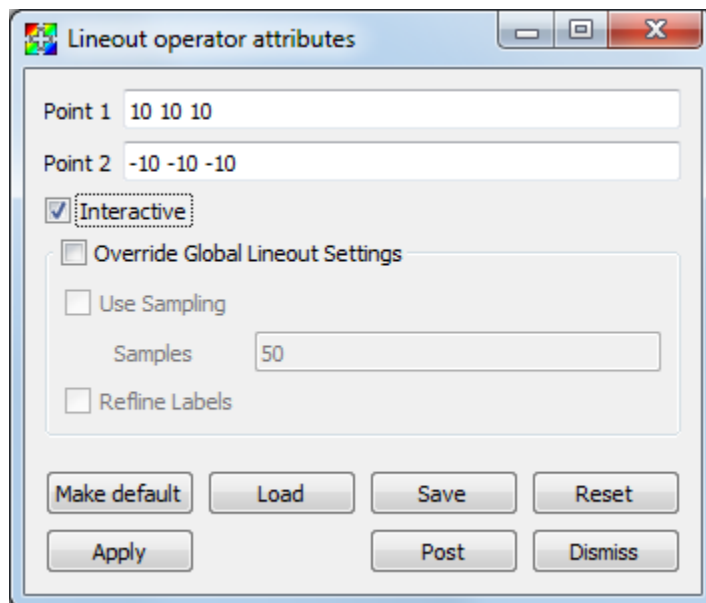 Lineout operator attributes
Point 1 10 10 10
Point 2 -10 -10 -10
Interactive
Override Global Lineout Settings
Use Sampling
Samples 50
Refline Labels
Make default Load Save Reset
Apply Post Dismiss